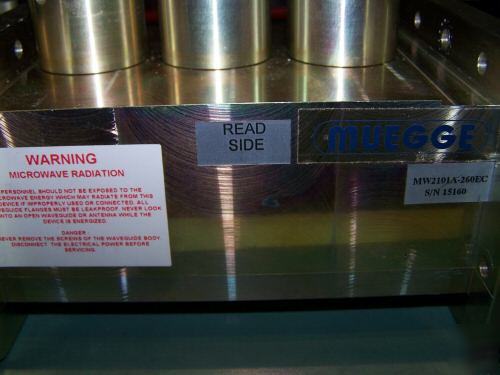 WARNING
MICROWAVE RADIATION
PERSONNEL SHOULD NOT BE EXPOSED TO THE
MICROWAVE ENERGY WHICH MAY RADIATE FROM THIS
DEVICE IF IMPROPERLY USED OR CONNECTED. ALL
WAVEGUIDE FLANGES MUST BE LEAKPROOF. NEVER LOOK
INTO AN OPEN WAVEGUIDE OR ANTENNA WHILE THE
DEVICE IS ENERGIZED.
DANGER -
NEVER REMOVE THE SCREWS OF THE WAVEGUIDE BODY.
DISCONNECT THE ELECTRICAL POWER BEFORE
SERVICING.
READ
SIDE
MUEGGE
MW2101A-260EC
S/N 15160